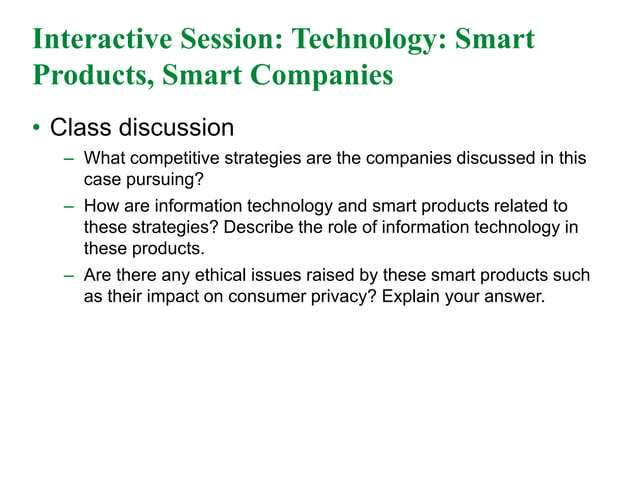 Interactive Session: Technology: Smart
Products, Smart Companies
• Class discussion
– What competitive strategies are the companies discussed in this
case pursuing?
– How are information technology and smart products related to
these strategies? Describe the role of information technology in
these products.
– Are there any ethical issues raised by these smart products such
as their impact on consumer privacy? Explain your answer.